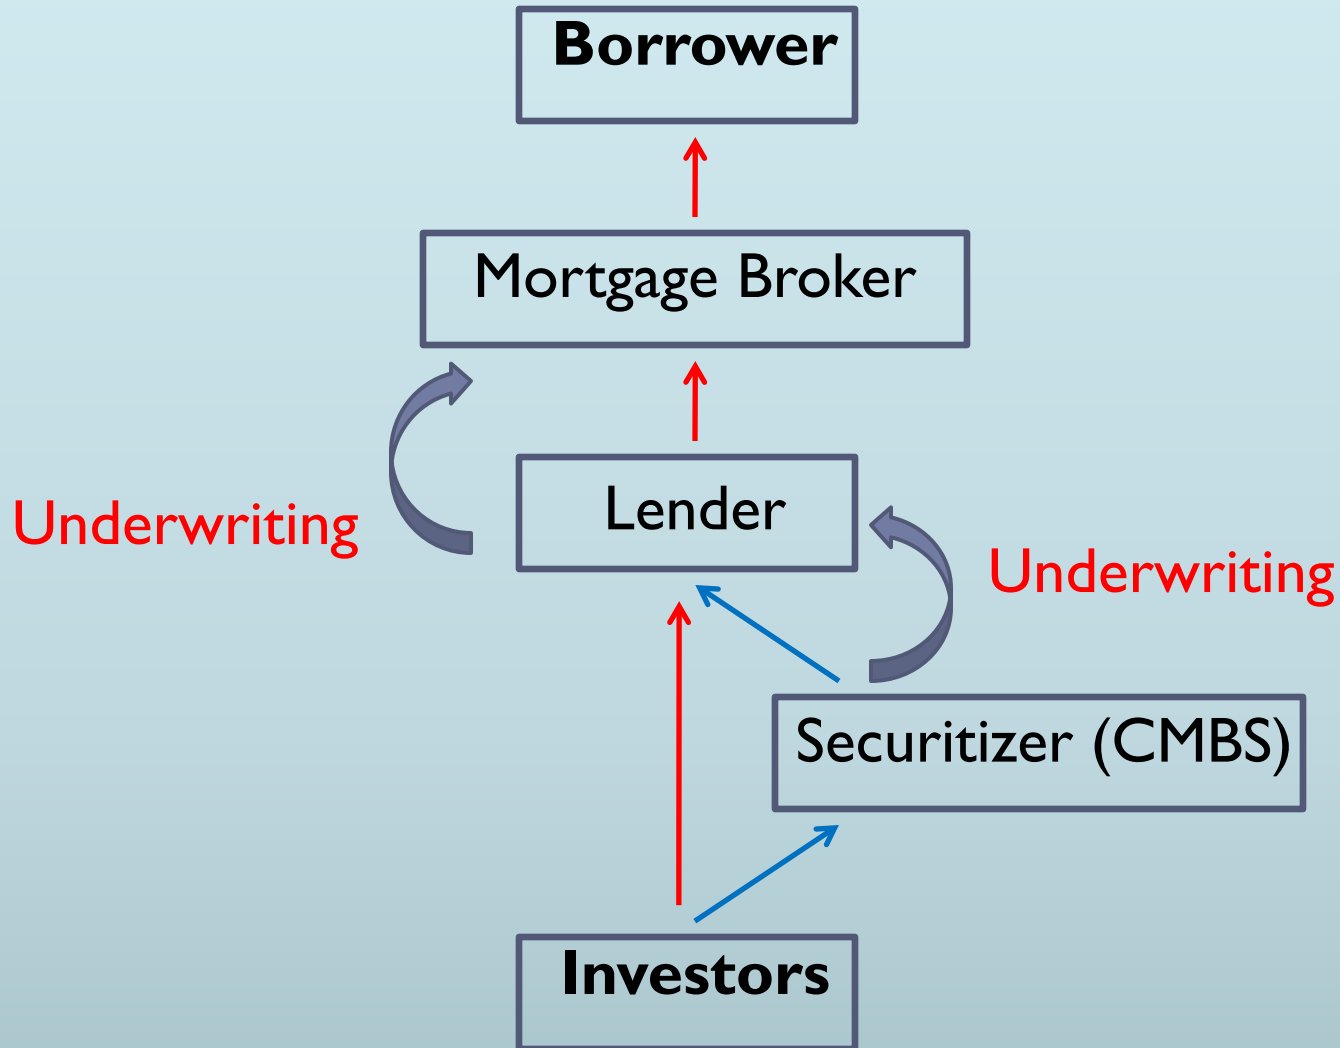 Borrower
Mortgage Broker
Lender
Underwriting
Underwriting
Securitizer (CMBS)
Investors